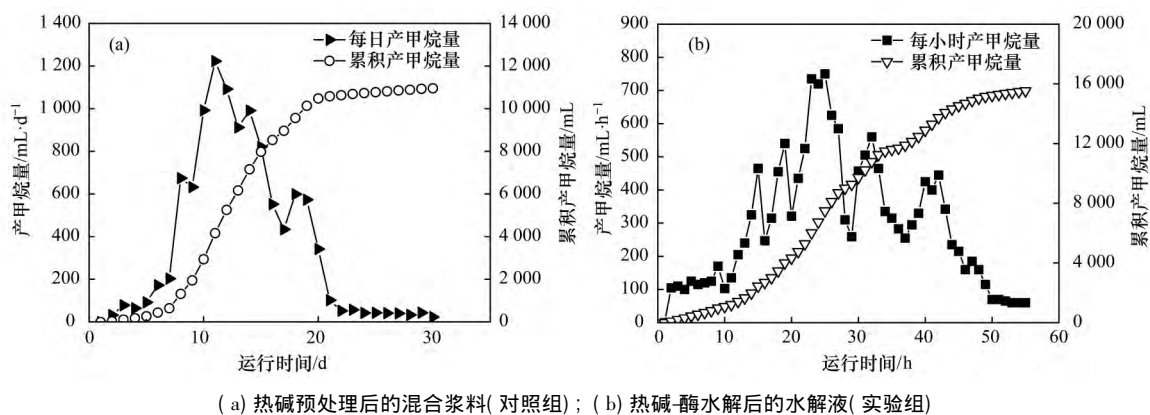 (a)
每日产甲烷量
累积产甲烷量
1 400
1 200
1 000
800
600
400
200
0
产甲烷量/mL·d⁻¹
14 000
12 000
10 000
8 000
6 000
4 000
2 000
0
累积产甲烷量/mL
0 10 20 30
运行时间/d
(b)
每小时产甲烷量
累积产甲烷量
900
800
700
600
500
400
300
200
100
0
产甲烷量/mL·h⁻¹
20 000
16 000
12 000
8 000
4 000
0
累积产甲烷量/mL
0 10 20 30 40 50 60
运行时间/h
(a) 热碱预处理后的混合浆料(对照组); (b) 热碱-酶水解后的水解液(实验组)